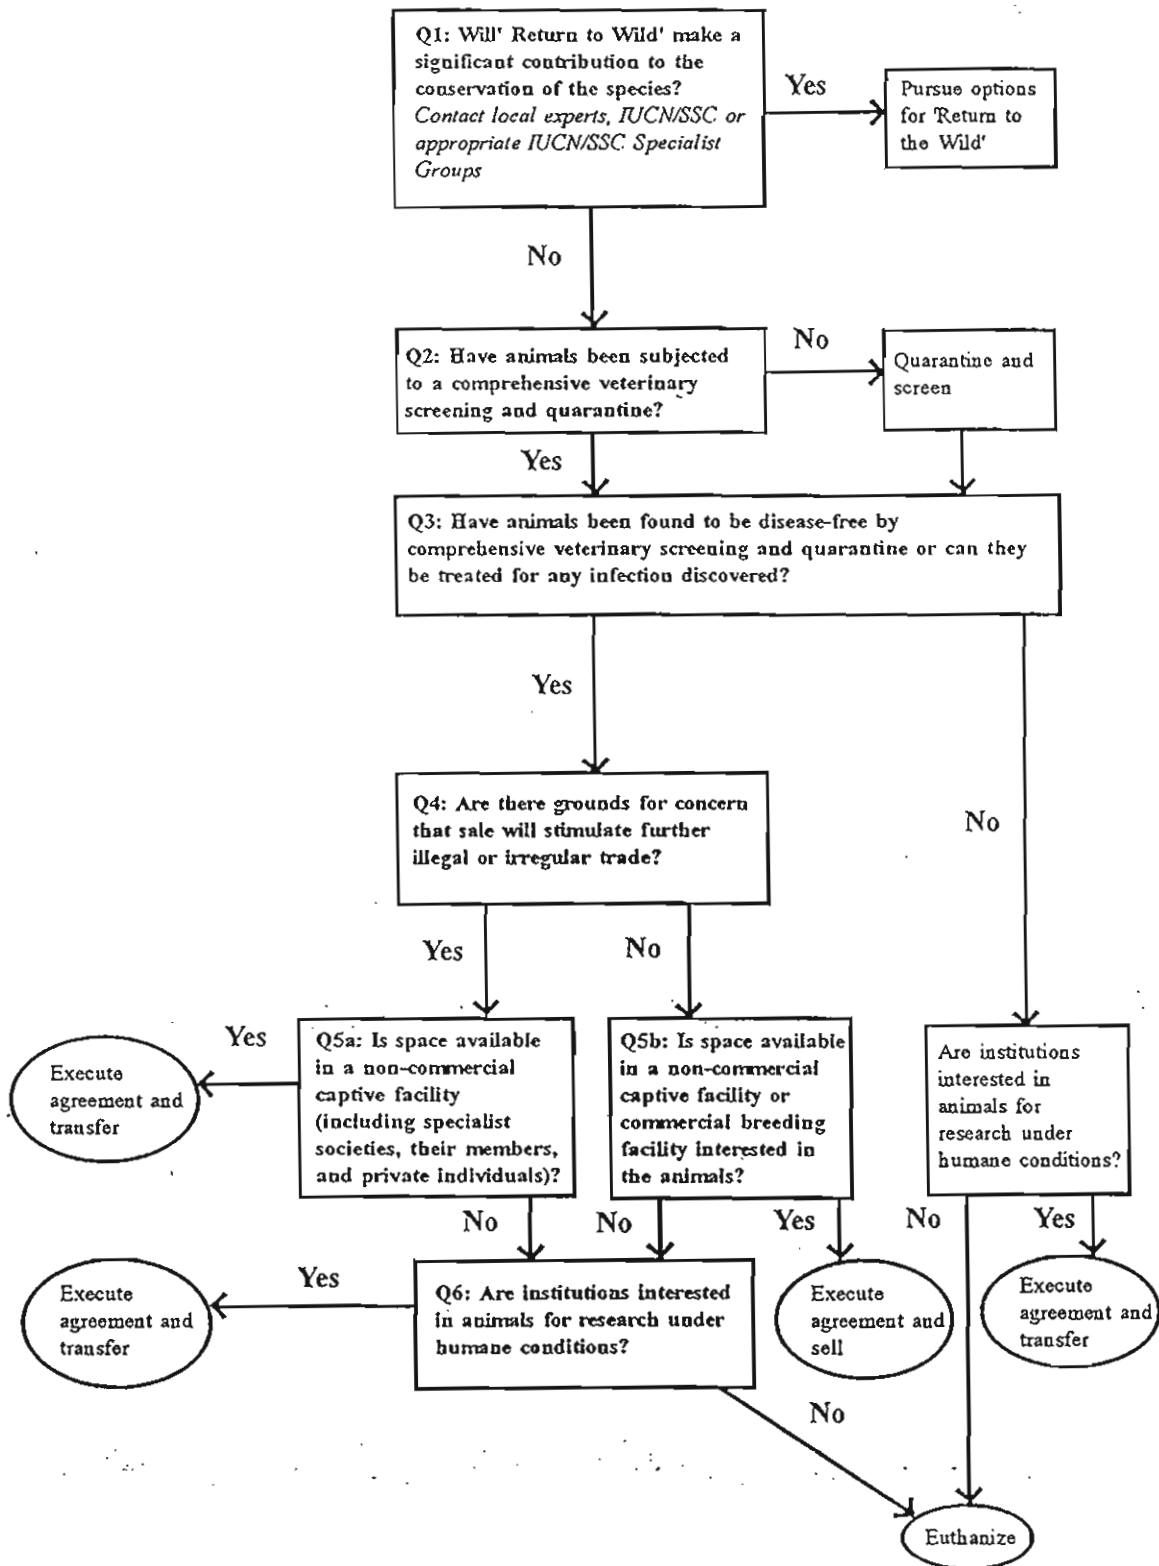 Q1: Will' Return to Wild' make a
significant contribution to the
conservation of the species?
Contact local experts, IUCN/SSC or
appropriate IUCN/SSC Specialist
Groups
Yes
Pursue options
for 'Return to
the Wild'
No
Q2: Have animals been subjected
to a comprehensive veterinary
screening and quarantine?
No
Quarantine and
screen
Yes
Q3: Have animals been found to be disease-free by
comprehensive veterinary screening and quarantine or can they
be treated for any infection discovered?
Yes
No
Q4: Are there grounds for concern
that sale will stimulate further
illegal or irregular trade?
Yes
No
Execute
agreement and
transfer
Yes
Q5a: Is space available
in a non-commercial
captive facility
(including specialist
societies, their members,
and private individuals)?
Q5b: Is space available
in a non-commercial
captive facility or
commercial breeding
facility interested in
the animals?
Are institutions
interested in
animals for
research under
humane conditions?
No
No
Yes
No
Yes
Execute
agreement and
transfer
Yes
Q6: Are institutions interested
in animals for research under
humane conditions?
Execute
agreement and
sell
Execute
agreement and
transfer
No
Euthanize